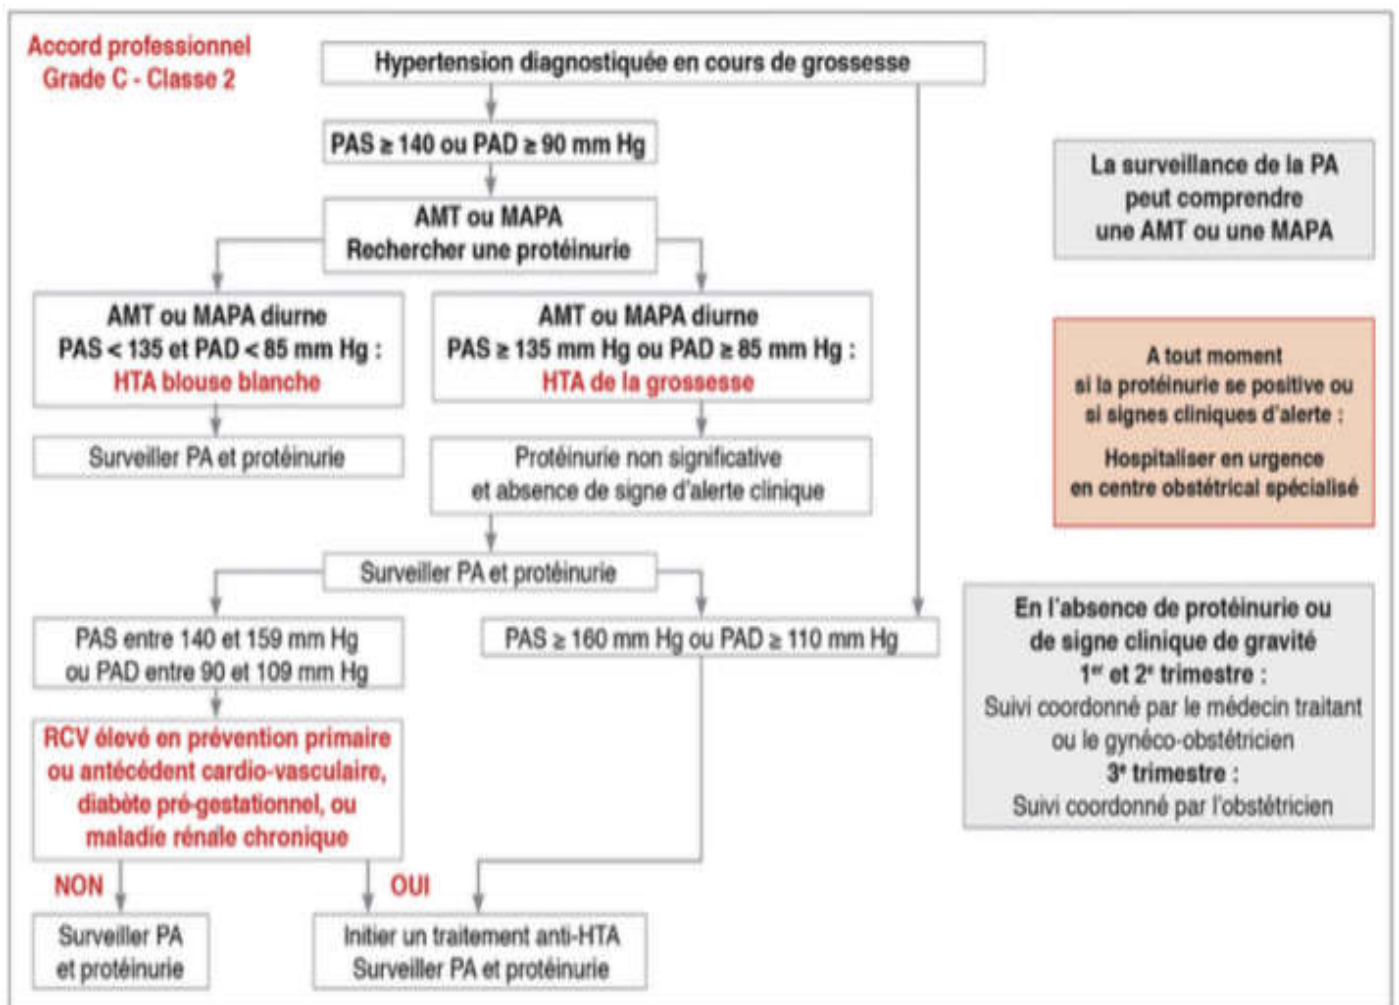 Accord professionnel
Grade C - Classe 2
Hypertension diagnostiquée en cours de grossesse
PAS ≥ 140 ou PAD ≥ 90 mm Hg
AMT ou MAPA
Rechercher une protéinurie
AMT ou MAPA diurne
PAS < 135 et PAD < 85 mm Hg :
HTA blouse blanche
AMT ou MAPA diurne
PAS ≥ 135 mm Hg ou PAD ≥ 85 mm Hg :
HTA de la grossesse
Surveiller PA et protéinurie
Protéinurie non significative
et absence de signe d'alerte clinique
Surveiller PA et protéinurie
PAS entre 140 et 159 mm Hg
ou PAD entre 90 et 109 mm Hg
PAS ≥ 160 mm Hg ou PAD ≥ 110 mm Hg
RCV élevé en prévention primaire
ou antécédent cardio-vasculaire,
diabète pré-gestationnel, ou
maladie rénale chronique
NON
OUI
Surveiller PA
et protéinurie
Initier un traitement anti-HTA
Surveiller PA et protéinurie
La surveillance de la PA
peut comprendre
une AMT ou une MAPA
A tout moment
si la protéinurie se positive ou
si signes cliniques d'alerte :
Hospitaliser en urgence
en centre obstétrical spécialisé
En l'absence de protéinurie ou
de signe clinique de gravité
1er et 2e trimestre :
Suivi coordonné par le médecin traitant
ou le gynéco-obstétricien
3e trimestre :
Suivi coordonné par l'obstétricien